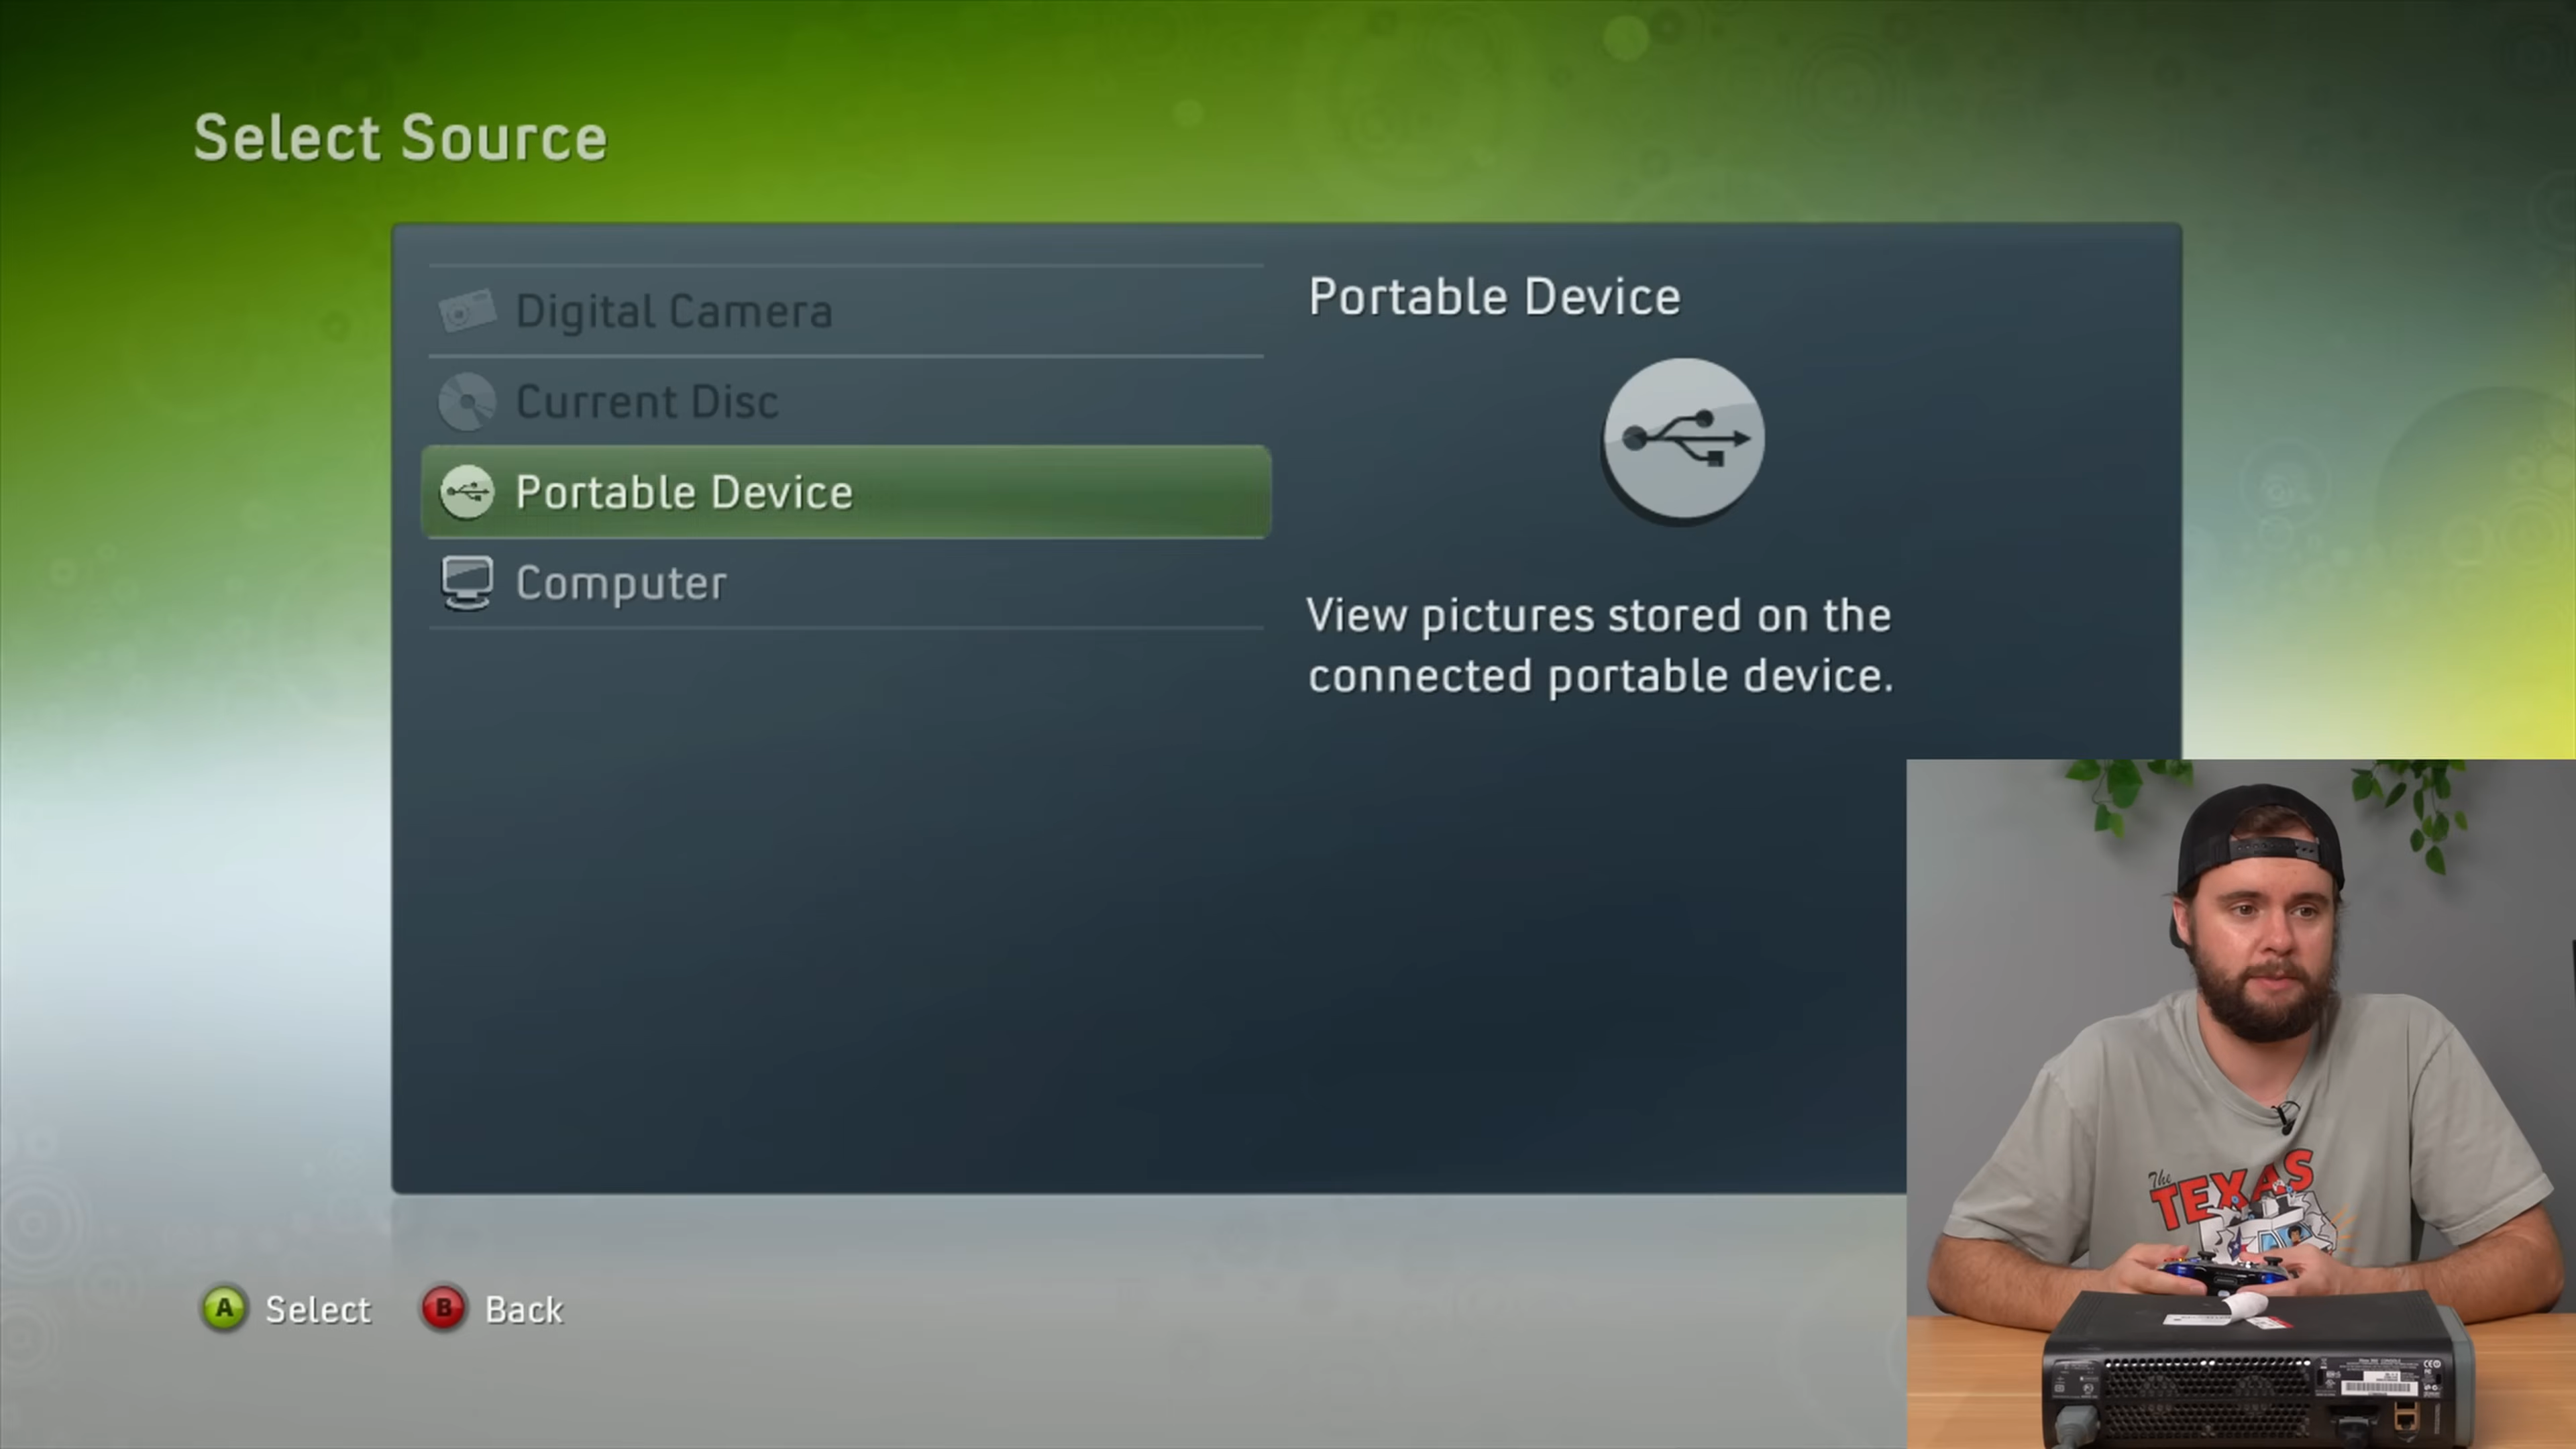 Select Source
Digital Camera
Current Disc
Portable Device
Computer
Portable Device
View pictures stored on the
connected portable device.
A Select B Back
The
TEXAS